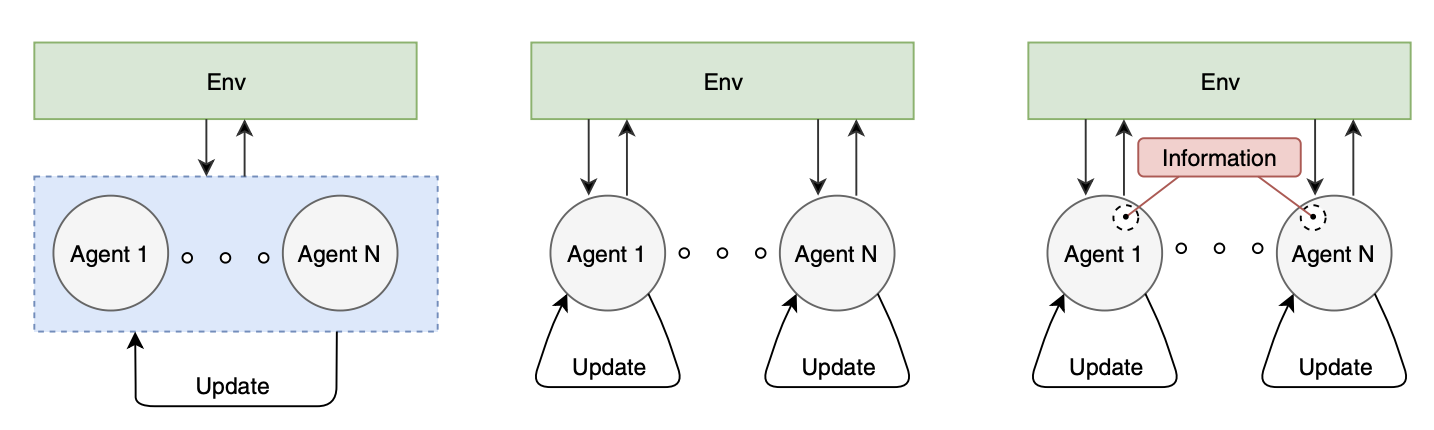 Env
Agent 1
Agent N
Update
Env
Agent 1
Agent N
Update
Update
Env
Information
Agent 1
Agent N
Update
Update